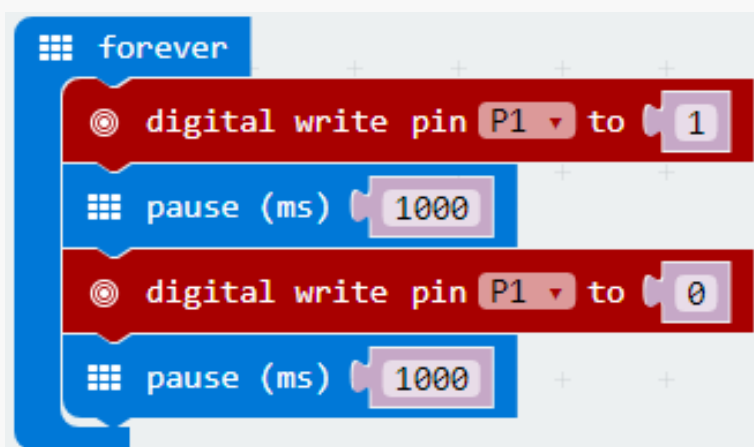 forever
digital write pin P1 to 1
pause (ms) 1000
digital write pin P1 to 0
pause (ms) 1000